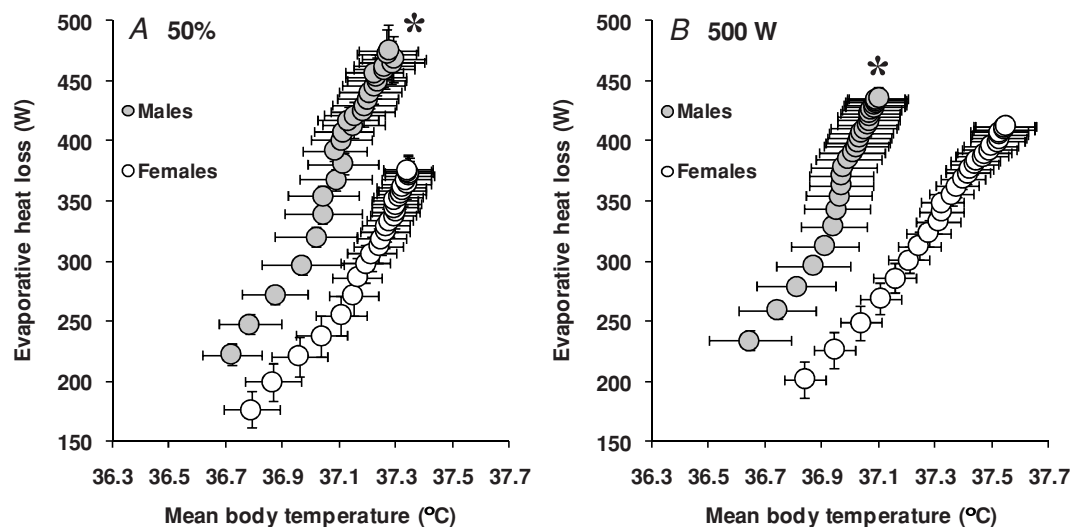 A 50%
*
Males
Females
500
450
400
350
300
250
200
150
Evaporative heat loss (W)
36.3 36.5 36.7 36.9 37.1 37.3 37.5 37.7
Mean body temperature (°C)
B 500 W
*
Males
Females
500
450
400
350
300
250
200
150
Evaporative heat loss (W)
36.3 36.5 36.7 36.9 37.1 37.3 37.5 37.7
Mean body temperature (°C)